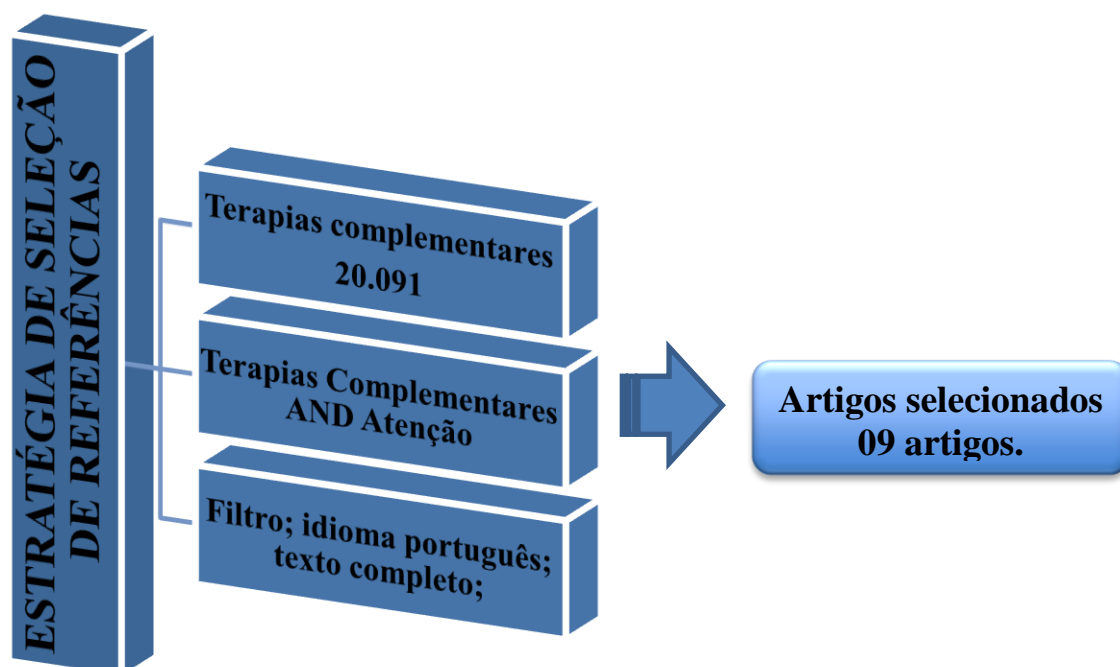 ESTRATÉGIA DE SELEÇÃO
DE REFERÊNCIAS
Terapias complementares
20.091
Terapias Complementares
AND Atenção
Filtro; idioma português;
texto completo;
Artigos selecionados
09 artigos.